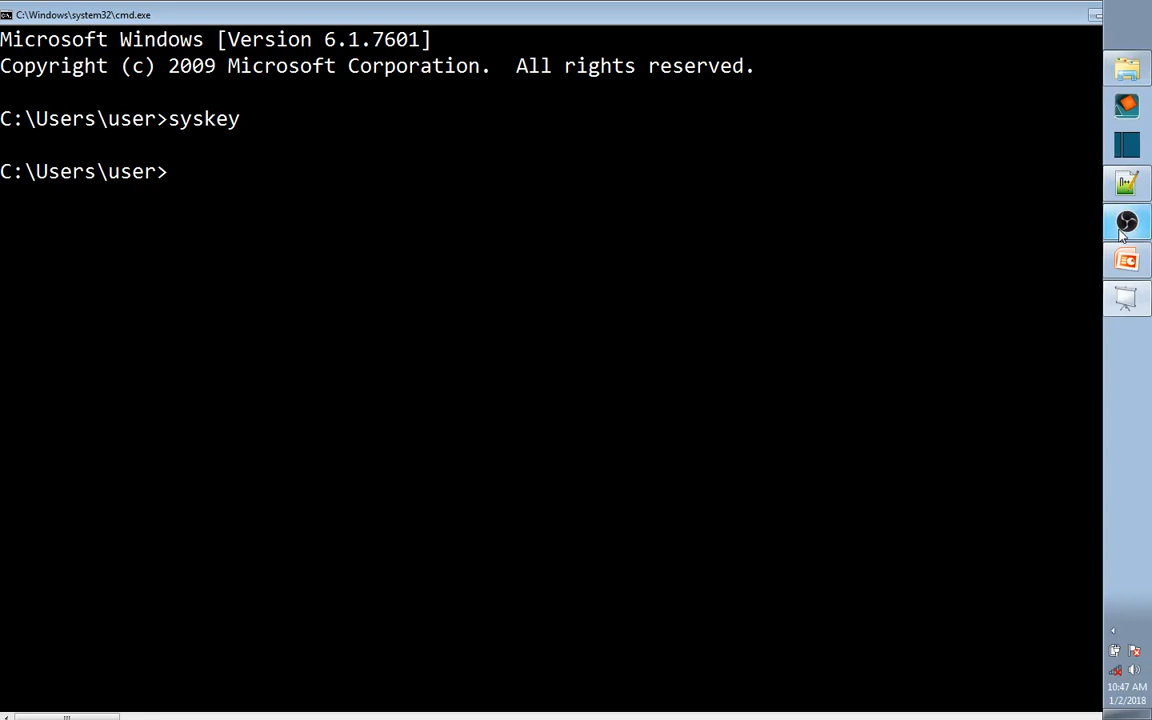 C:\Windows\system32\cmd.exe
Microsoft Windows [Version 6.1.7601]
Copyright (c) 2009 Microsoft Corporation.  All rights reserved.
C:\Users\user>syskey
C:\Users\user>
10:47 AM
1/2/2018